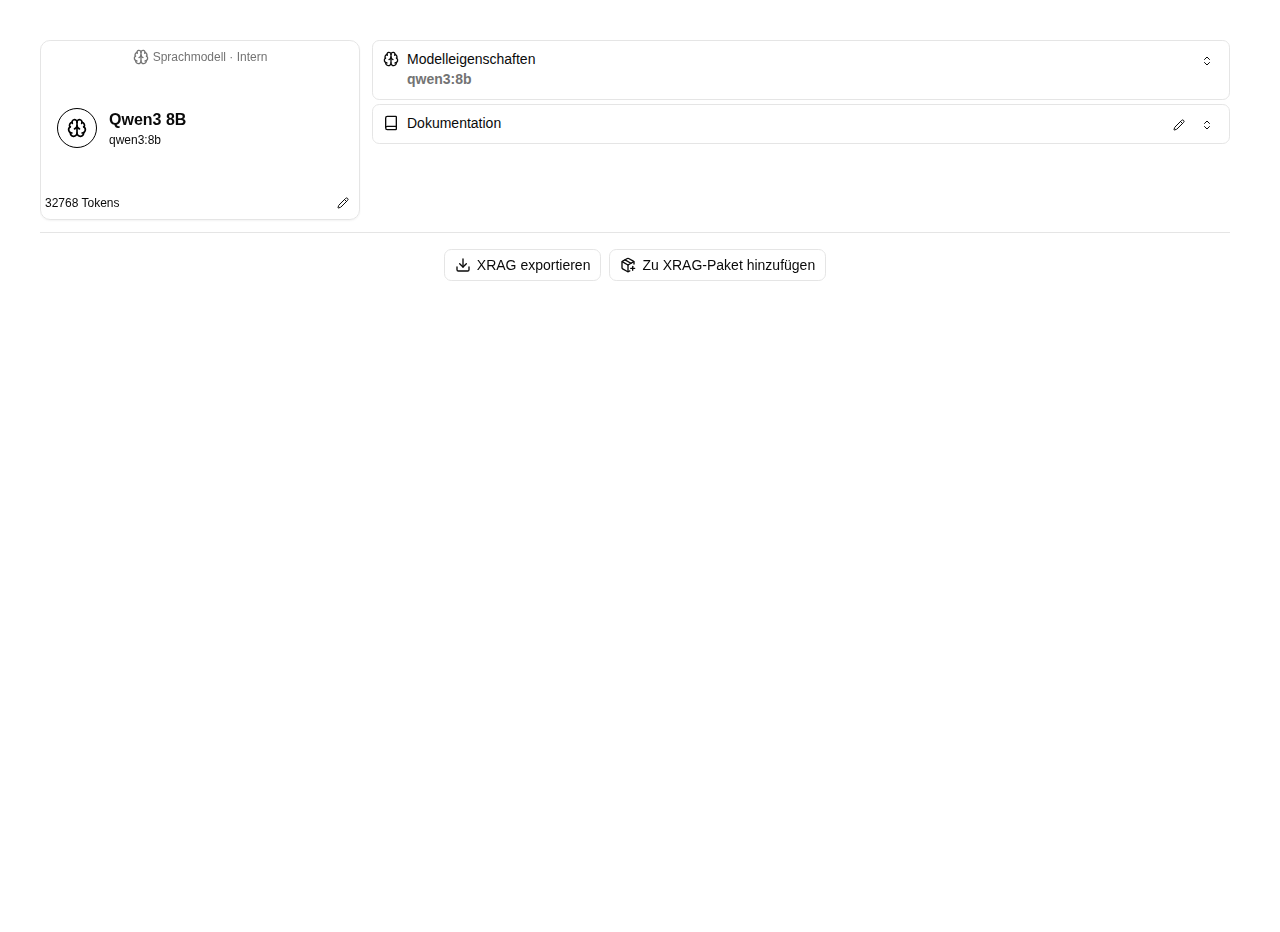 Sprachmodell · Intern
Qwen3 8B
qwen3:8b
32768 Tokens
Modelleigenschaften
qwen3:8b
Dokumentation
XRAG exportieren
Zu XRAG-Paket hinzufügen